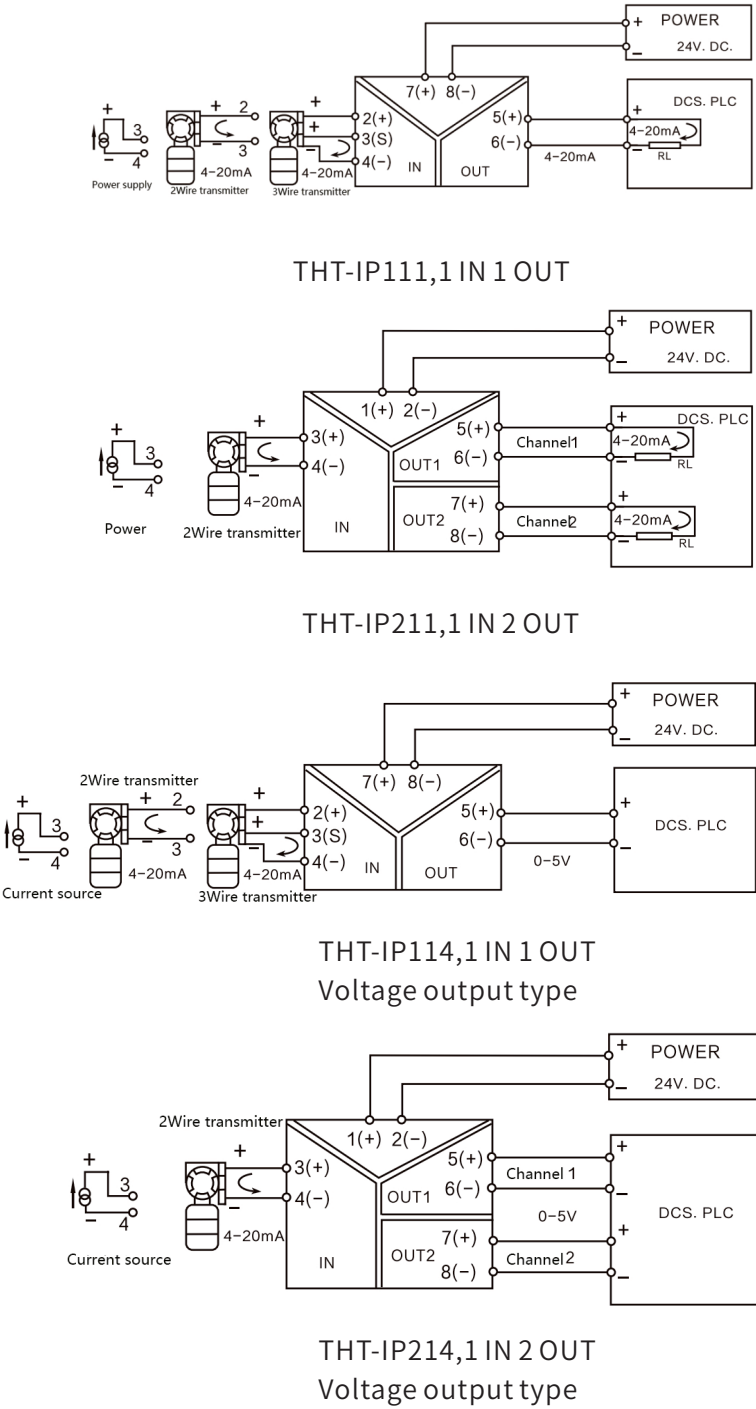 + POWER
− 24V. DC.
7(+) 8(−)
DCS. PLC
+ 3
− 4
Power supply
+ 2
− 3
4−20mA
2Wire transmitter
+
+
−
4−20mA
3Wire transmitter
2(+)
3(S)
4(−)
IN
OUT
5(+)
6(−)
4−20mA
+
4−20mA
−
RL
THT-IP111,1 IN 1 OUT
+ POWER
− 24V. DC.
1(+) 2(−)
+ 3
− 4
Power
+
−
4−20mA
2Wire transmitter
3(+)
4(−)
IN
OUT1
5(+)
6(−)
Channel1
OUT2
7(+)
8(−)
Channel2
+ DCS. PLC
4−20mA
− RL
+
4−20mA
− RL
THT-IP211,1 IN 2 OUT
+ POWER
− 24V. DC.
7(+) 8(−)
+ 3
− 4
Current source
2Wire transmitter
+ 2
− 3
4−20mA
+
+
−
4−20mA
3Wire transmitter
2(+)
3(S)
4(−)
IN
OUT
5(+)
6(−)
0−5V
+
DCS. PLC
−
THT-IP114,1 IN 1 OUT
Voltage output type
+ POWER
− 24V. DC.
1(+) 2(−)
2Wire transmitter
+ 3
− 4
Current source
+
−
4−20mA
3(+)
4(−)
IN
OUT1
5(+)
6(−)
Channel 1
0−5V
OUT2
7(+)
8(−)
Channel 2
+
−
DCS. PLC
+
−
THT-IP214,1 IN 2 OUT
Voltage output type